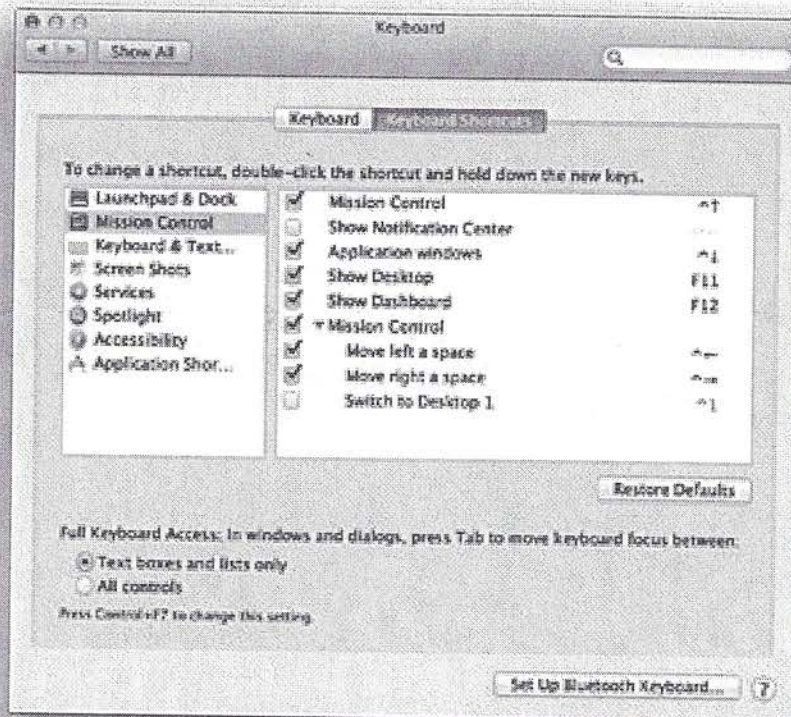 Keyboard
Show All
Keyboard Keyboard Shortcuts
To change a shortcut, double-click the shortcut and hold down the new keys.
Launchpad & Dock
Mission Control
Keyboard & Text...
Screen Shots
Services
Spotlight
Accessibility
Application Shor...
Mission Control ^↑
Show Notification Center
Application windows ^↓
Show Desktop F11
Show Dashboard F12
Mission Control
Move left a space ^←
Move right a space ^→
Switch to Desktop 1 ^1
Restore Defaults
Full Keyboard Access: In windows and dialogs, press Tab to move keyboard focus between:
Text boxes and lists only
All controls
Press Control+F7 to change this setting.
Set Up Bluetooth Keyboard... ?